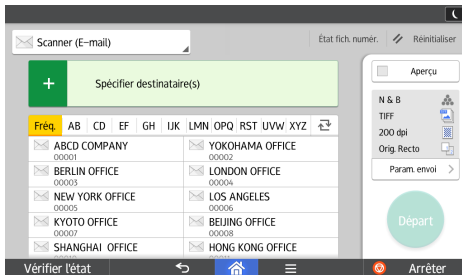 Scanner (E-mail)
État fich. numér.
Réinitialiser
+ Spécifier destinataire(s)
Aperçu
Fréq. AB CD EF GH IJK LMN OPQ RST UVW XYZ
ABCD COMPANY
00001
YOKOHAMA OFFICE
00002
BERLIN OFFICE
00003
LONDON OFFICE
00004
NEW YORK OFFICE
00005
LOS ANGELES
00006
KYOTO OFFICE
00007
BEIJING OFFICE
00008
SHANGHAI OFFICE
HONG KONG OFFICE
N & B
TIFF
200 dpi
Orig. Recto
Param. envoi
Départ
Vérifier l'état
Arrêter